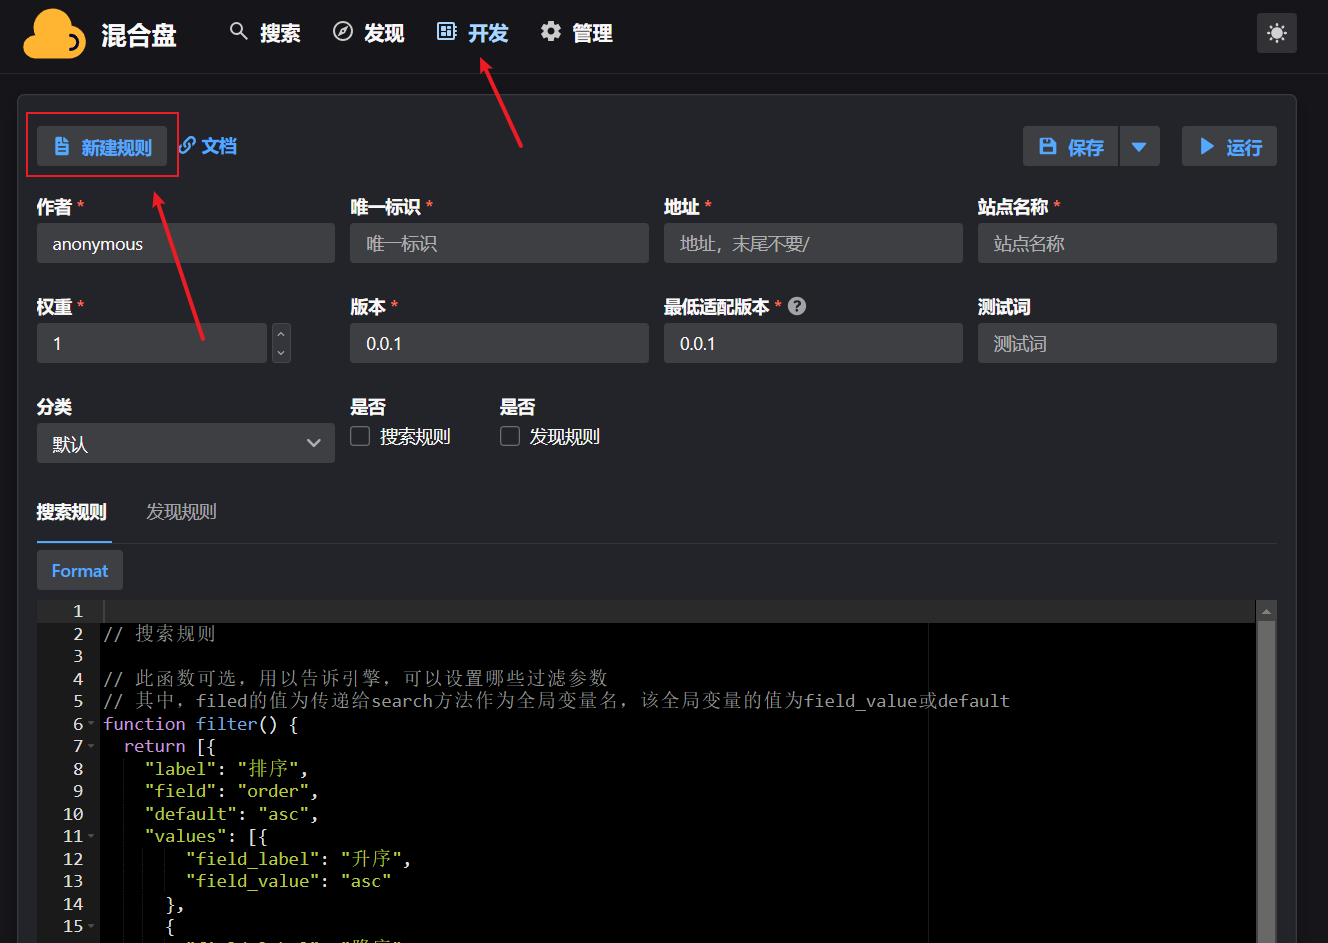 混合盘
搜索
发现
开发
管理
新建规则
文档
保存
运行
作者 *
唯一标识 *
地址 *
站点名称 *
anonymous
唯一标识
地址，末尾不要/
站点名称
权重 *
版本 *
最低适配版本 * ?
测试词
1
0.0.1
0.0.1
测试词
分类
是否
是否
默认
搜索规则
发现规则
搜索规则
发现规则
Format
1
2 // 搜索规则
3
4 // 此函数可选，用以告诉引擎，可以设置哪些过滤参数
5 // 其中，filed的值为传递给search方法作为全局变量名，该全局变量的值为field_value或default
6 function filter() {
7 return [{
8 "label": "排序",
9 "field": "order",
10 "default": "asc",
11 "values": [{
12 "field_label": "升序",
13 "field_value": "asc"
14 },
15 {